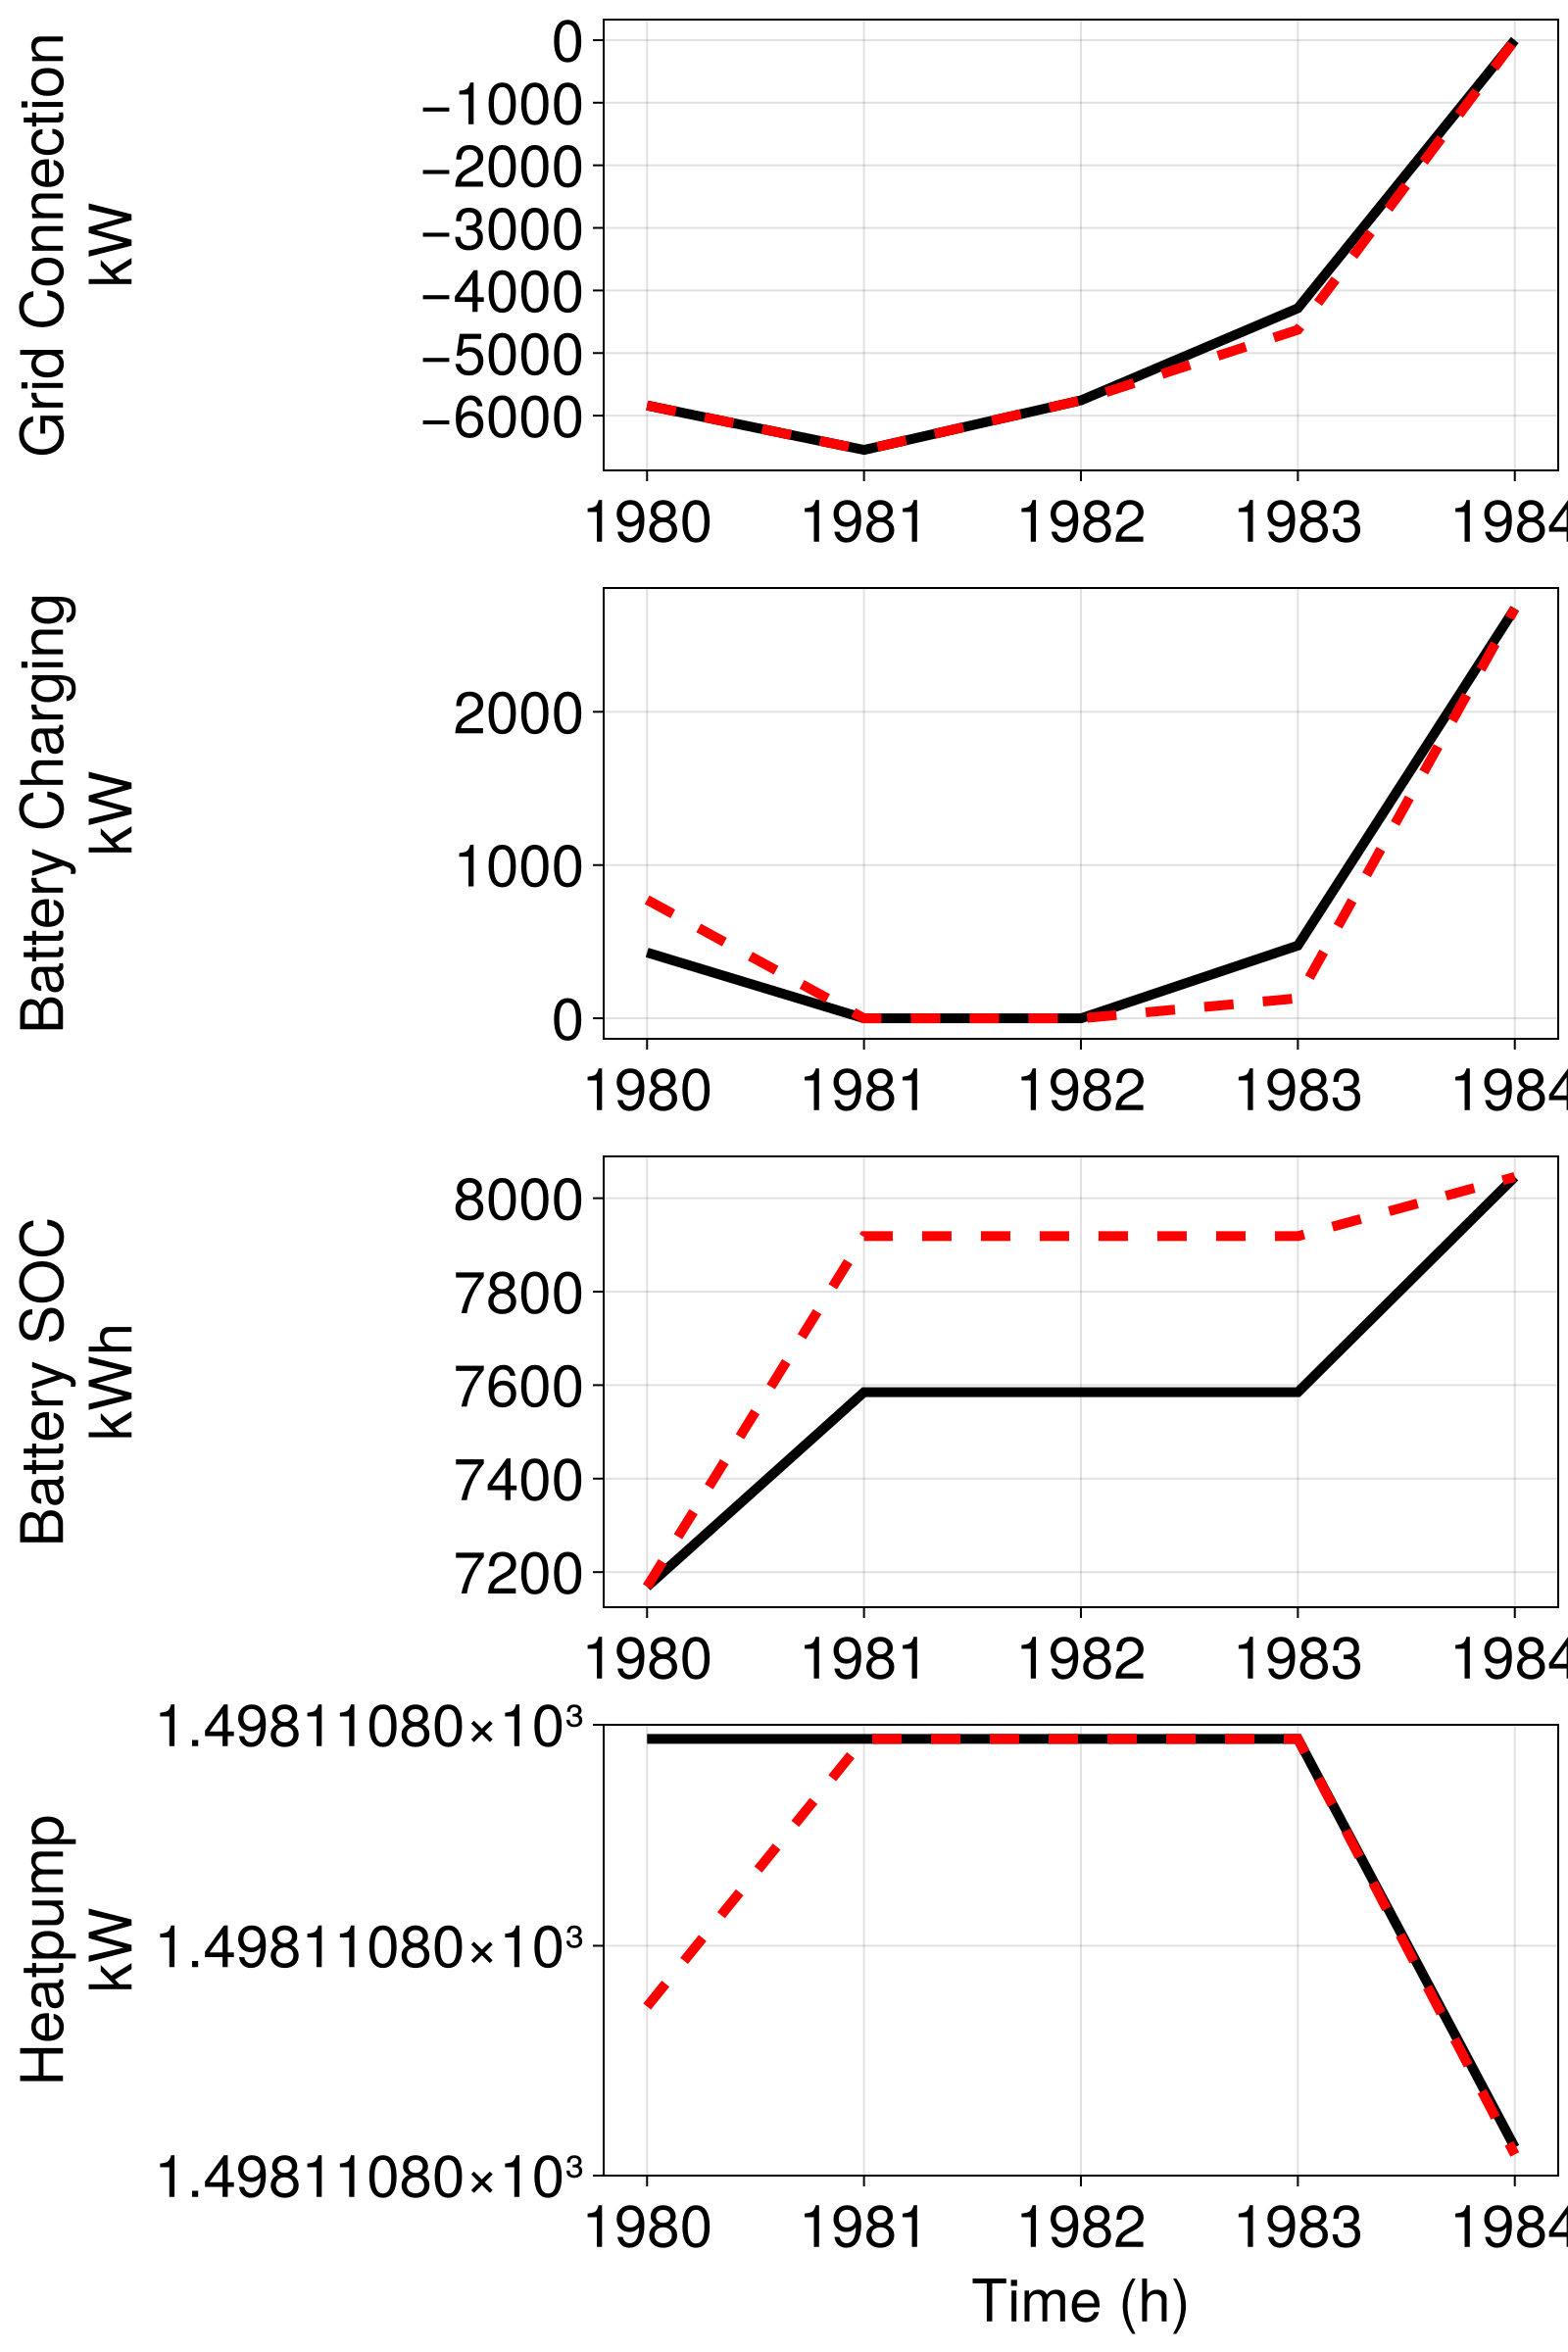 Grid Connection
kW
0
−1000
−2000
−3000
−4000
−5000
−6000
1980 1981 1982 1983 1984
Battery Charging
kW
2000
1000
0
1980 1981 1982 1983 1984
Battery SOC
kWh
8000
7800
7600
7400
7200
1980 1981 1982 1983 1984
Heatpump
kW
1.49811080×10³
1.49811080×10³
1.49811080×10³
1980 1981 1982 1983 1984
Time (h)